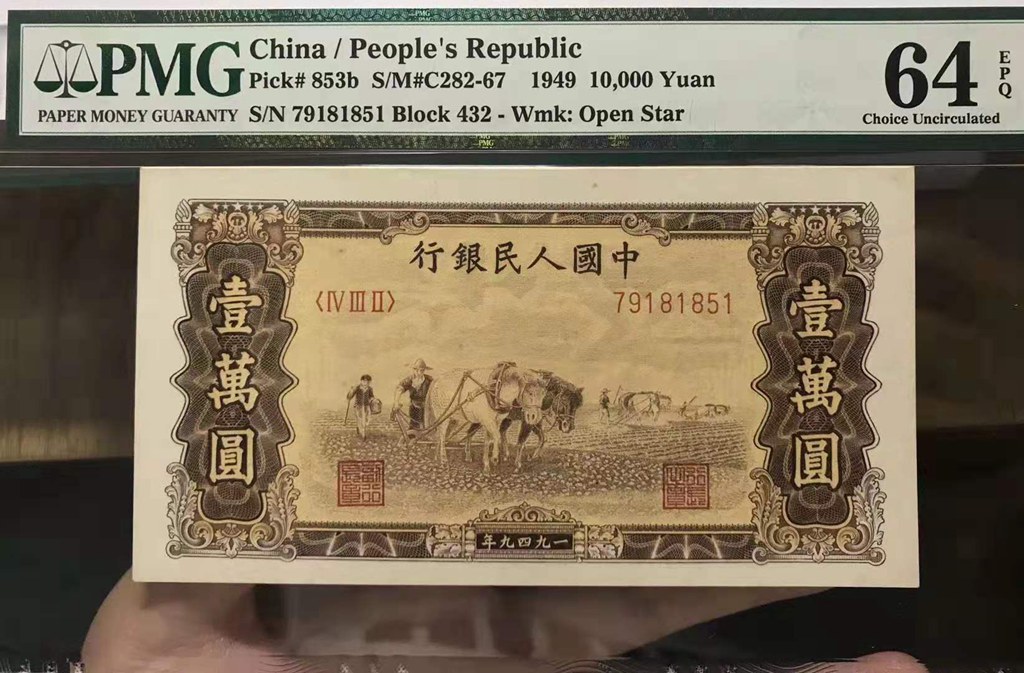 PMG
PAPER MONEY GUARANTY
China / People's Republic
Pick# 853b S/M#C282-67 1949 10,000 Yuan
S/N 79181851 Block 432 - Wmk: Open Star
64
EPQ
Choice Uncirculated
行銀民人國中
〈Ⅳ Ⅲ Ⅱ〉
79181851
壹萬圓
壹萬圓
年九四九一